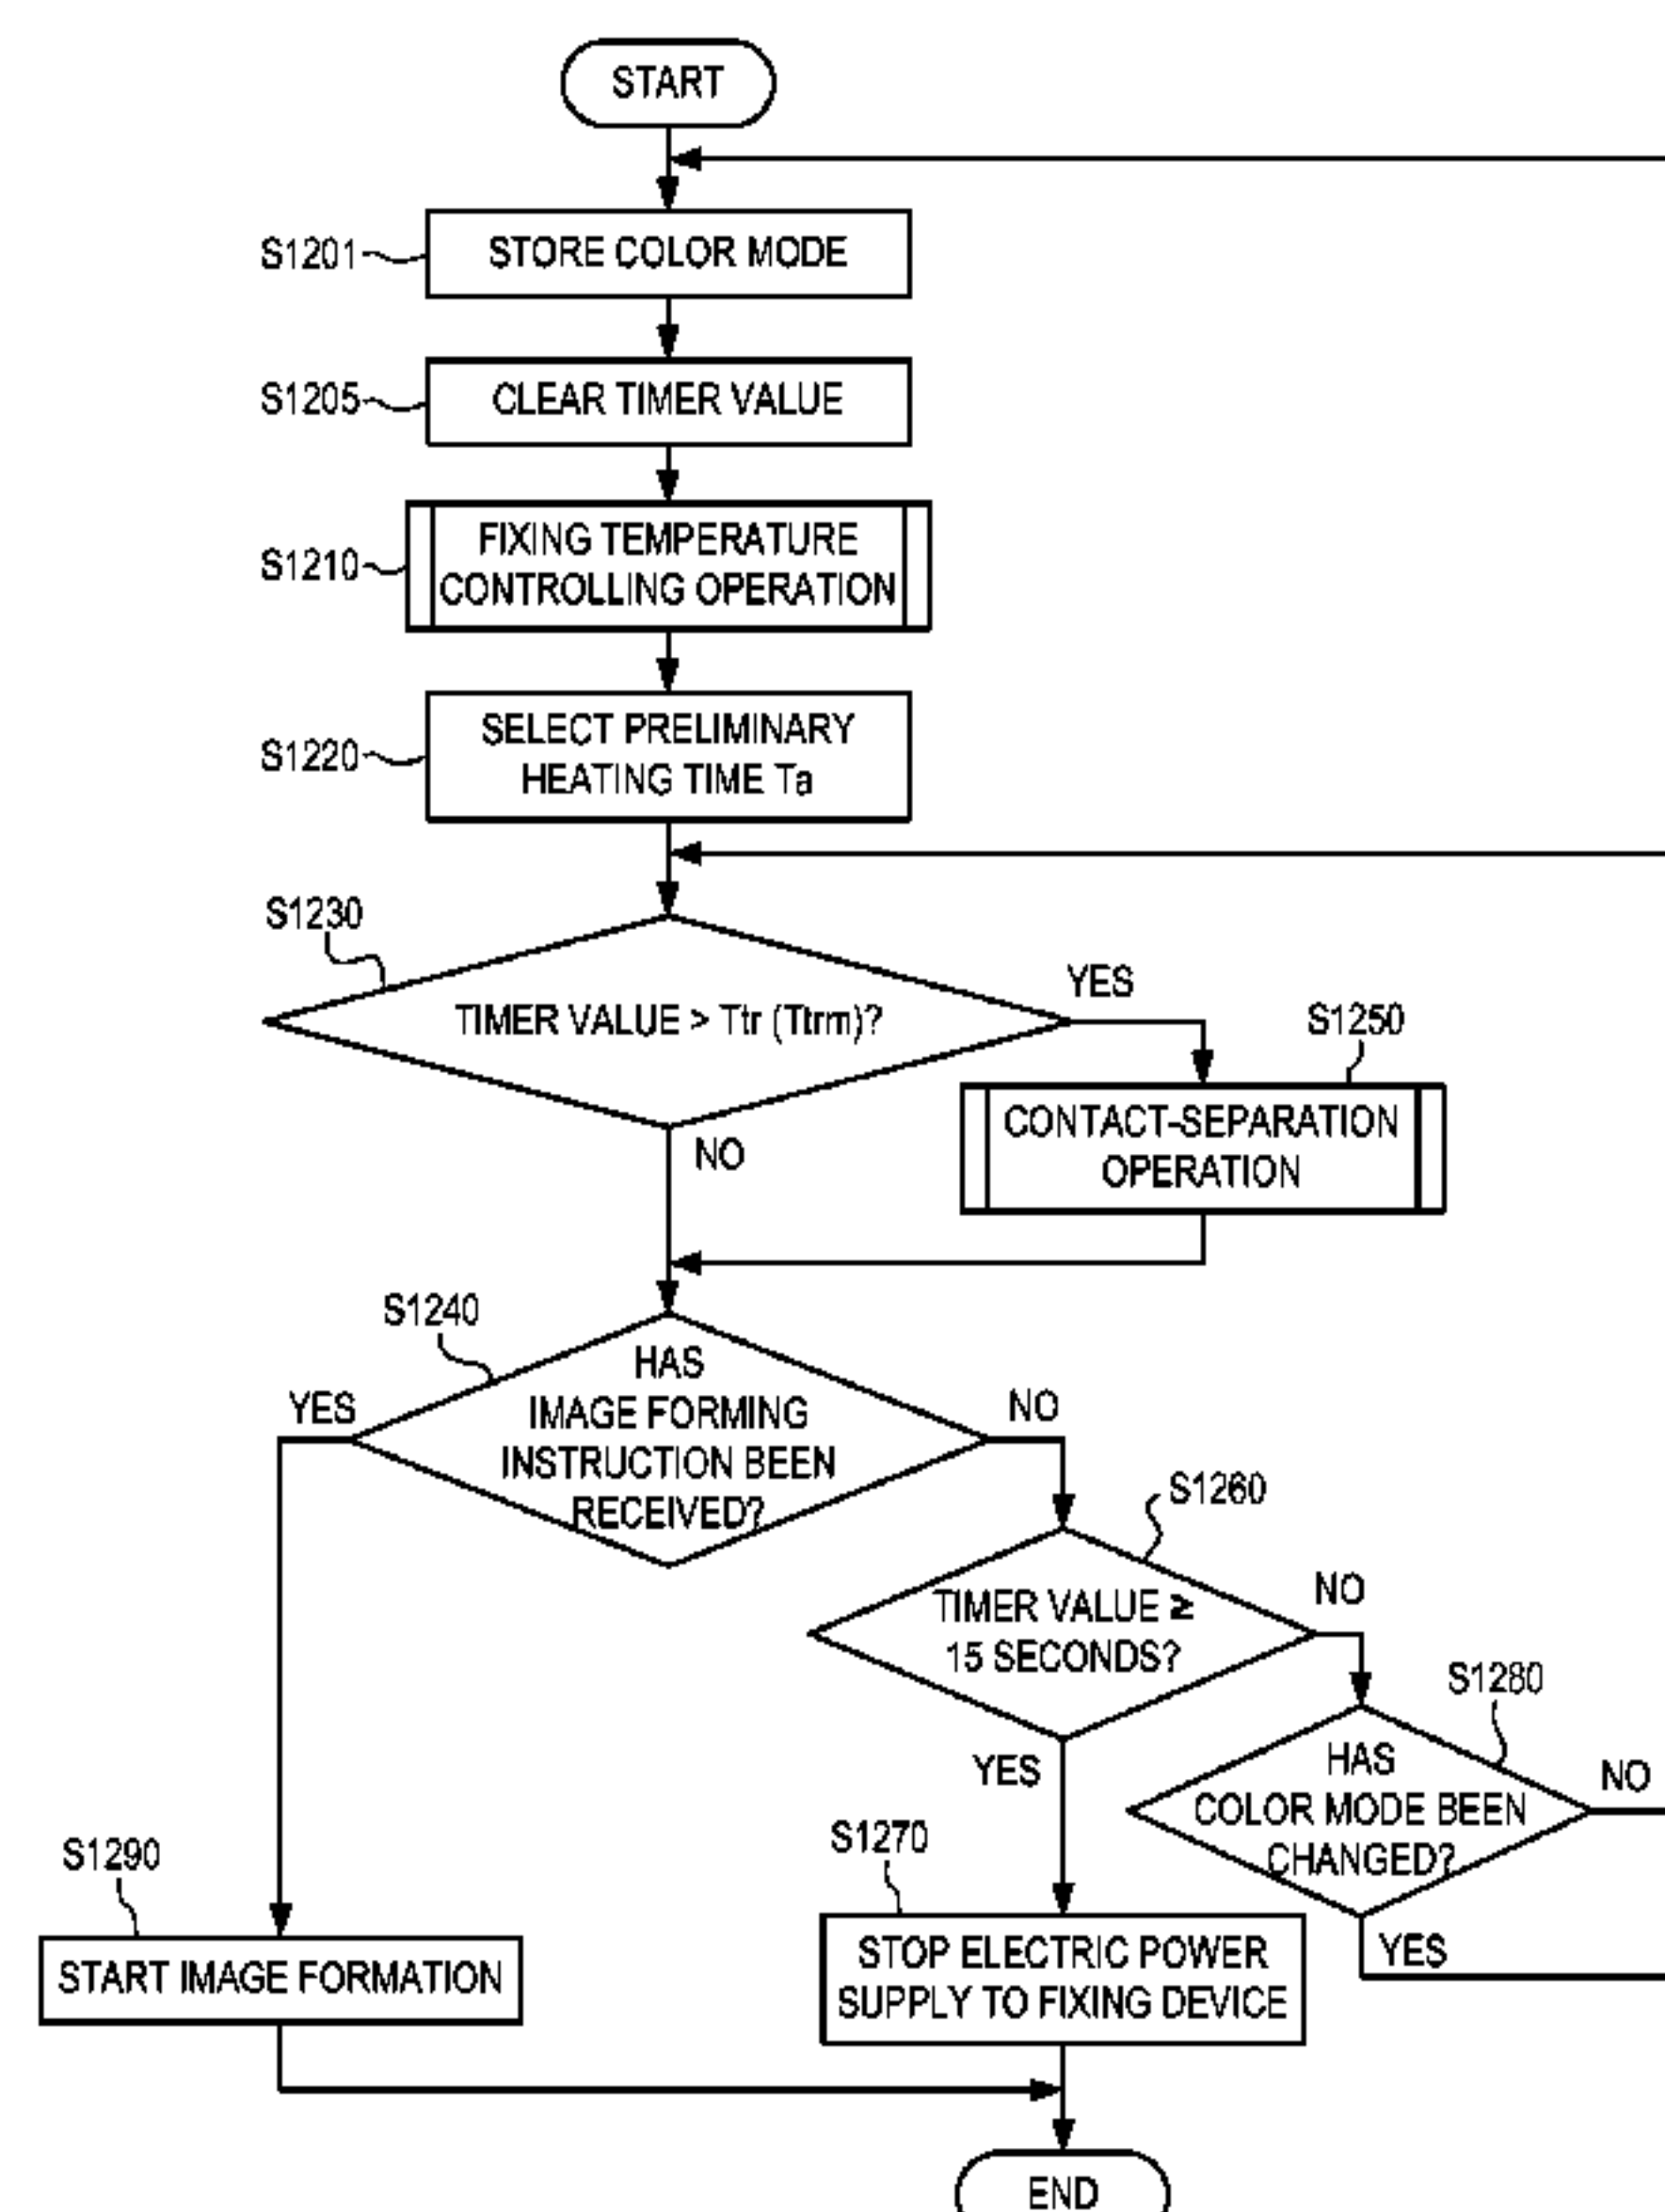 START
S1201
STORE COLOR MODE
S1205
CLEAR TIMER VALUE
S1210
FIXING TEMPERATURE
CONTROLLING OPERATION
S1220
SELECT PRELIMINARY
HEATING TIME Ta
S1230
TIMER VALUE > Ttr (Ttrm)?
YES
NO
S1250
CONTACT-SEPARATION
OPERATION
S1240
HAS
IMAGE FORMING
INSTRUCTION BEEN
RECEIVED?
YES
NO
S1260
TIMER VALUE ≥
15 SECONDS?
NO
YES
S1280
HAS
COLOR MODE BEEN
CHANGED?
NO
YES
S1270
STOP ELECTRIC POWER
SUPPLY TO FIXING DEVICE
S1290
START IMAGE FORMATION
END